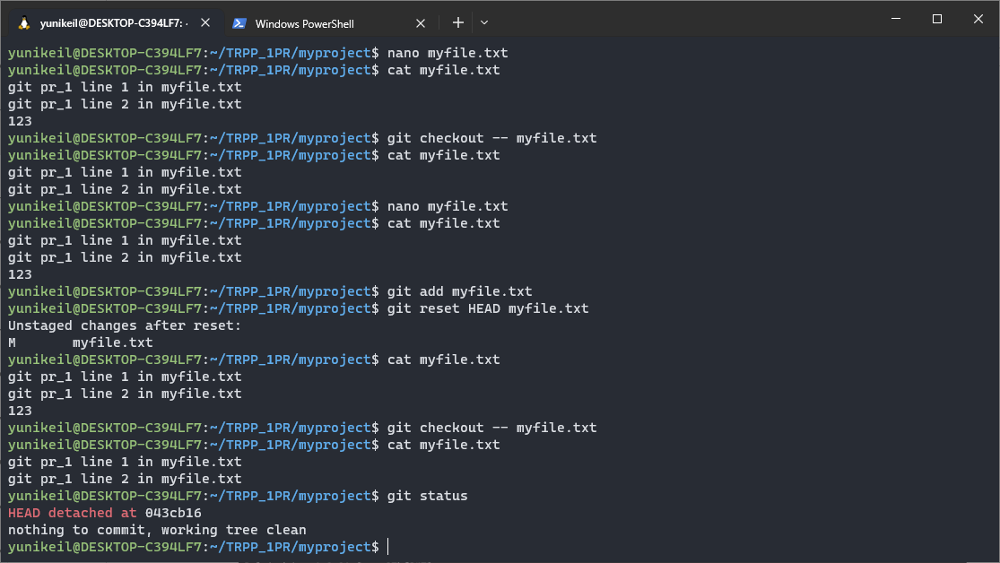 yunikeil@DESKTOP-C394LF7: 
Windows PowerShell
yunikeil@DESKTOP-C394LF7:~/TRPP_1PR/myproject$ nano myfile.txt
yunikeil@DESKTOP-C394LF7:~/TRPP_1PR/myproject$ cat myfile.txt
git pr_1 line 1 in myfile.txt
git pr_1 line 2 in myfile.txt
123
yunikeil@DESKTOP-C394LF7:~/TRPP_1PR/myproject$ git checkout -- myfile.txt
yunikeil@DESKTOP-C394LF7:~/TRPP_1PR/myproject$ cat myfile.txt
git pr_1 line 1 in myfile.txt
git pr_1 line 2 in myfile.txt
yunikeil@DESKTOP-C394LF7:~/TRPP_1PR/myproject$ nano myfile.txt
yunikeil@DESKTOP-C394LF7:~/TRPP_1PR/myproject$ cat myfile.txt
git pr_1 line 1 in myfile.txt
git pr_1 line 2 in myfile.txt
123
yunikeil@DESKTOP-C394LF7:~/TRPP_1PR/myproject$ git add myfile.txt
yunikeil@DESKTOP-C394LF7:~/TRPP_1PR/myproject$ git reset HEAD myfile.txt
Unstaged changes after reset:
M       myfile.txt
yunikeil@DESKTOP-C394LF7:~/TRPP_1PR/myproject$ cat myfile.txt
git pr_1 line 1 in myfile.txt
git pr_1 line 2 in myfile.txt
123
yunikeil@DESKTOP-C394LF7:~/TRPP_1PR/myproject$ git checkout -- myfile.txt
yunikeil@DESKTOP-C394LF7:~/TRPP_1PR/myproject$ cat myfile.txt
git pr_1 line 1 in myfile.txt
git pr_1 line 2 in myfile.txt
yunikeil@DESKTOP-C394LF7:~/TRPP_1PR/myproject$ git status
HEAD detached at 043cb16
nothing to commit, working tree clean
yunikeil@DESKTOP-C394LF7:~/TRPP_1PR/myproject$